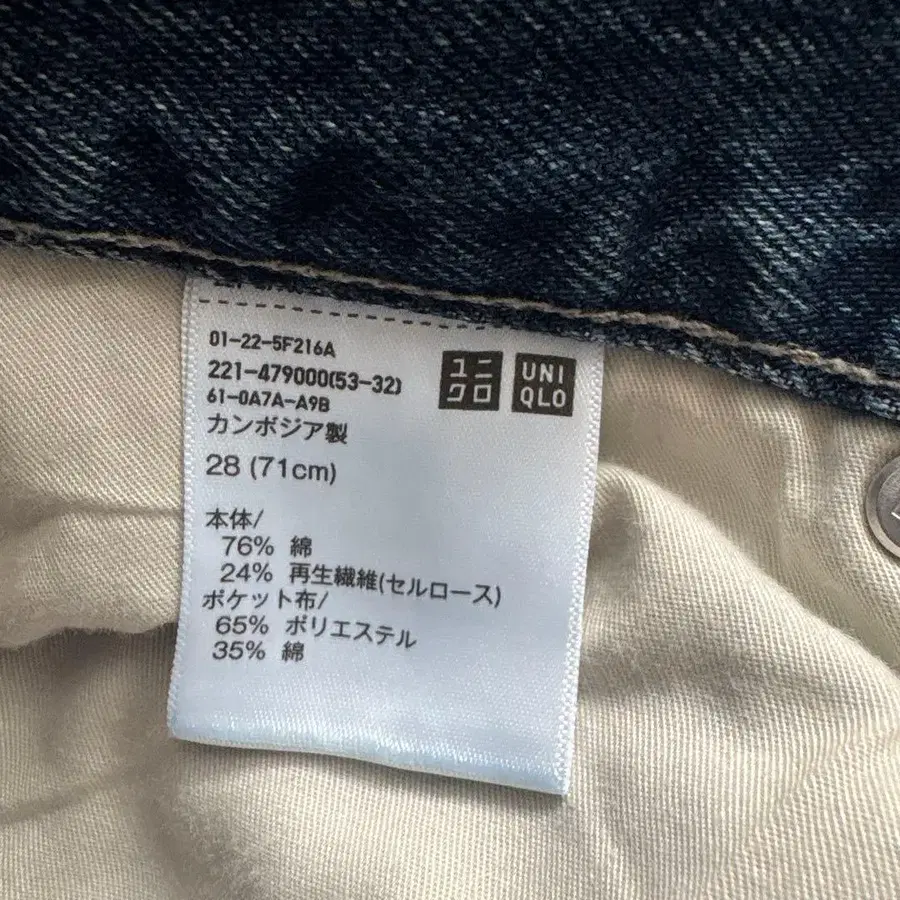 01-22-5F216A
221-479000(53-32)
61-0A7A-A9B
ユニ
クロ
UNI
QLO
カンボジア製
28 (71cm)
本体/
76% 綿
24% 再生繊維(セルロース)
ポケット布/
65% ポリエステル
35% 綿